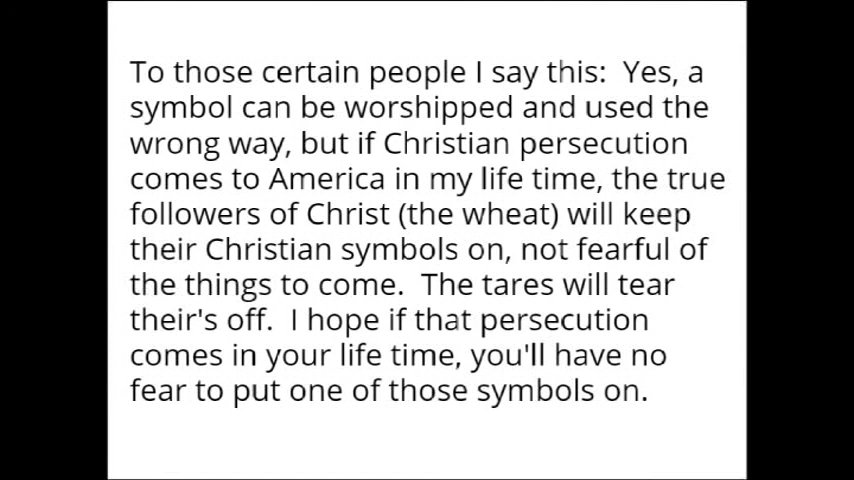 To those certain people I say this:  Yes, a
symbol can be worshipped and used the
wrong way, but if Christian persecution
comes to America in my life time, the true
followers of Christ (the wheat) will keep
their Christian symbols on, not fearful of
the things to come.  The tares will tear
their's off.  I hope if that persecution
comes in your life time, you'll have no
fear to put one of those symbols on.